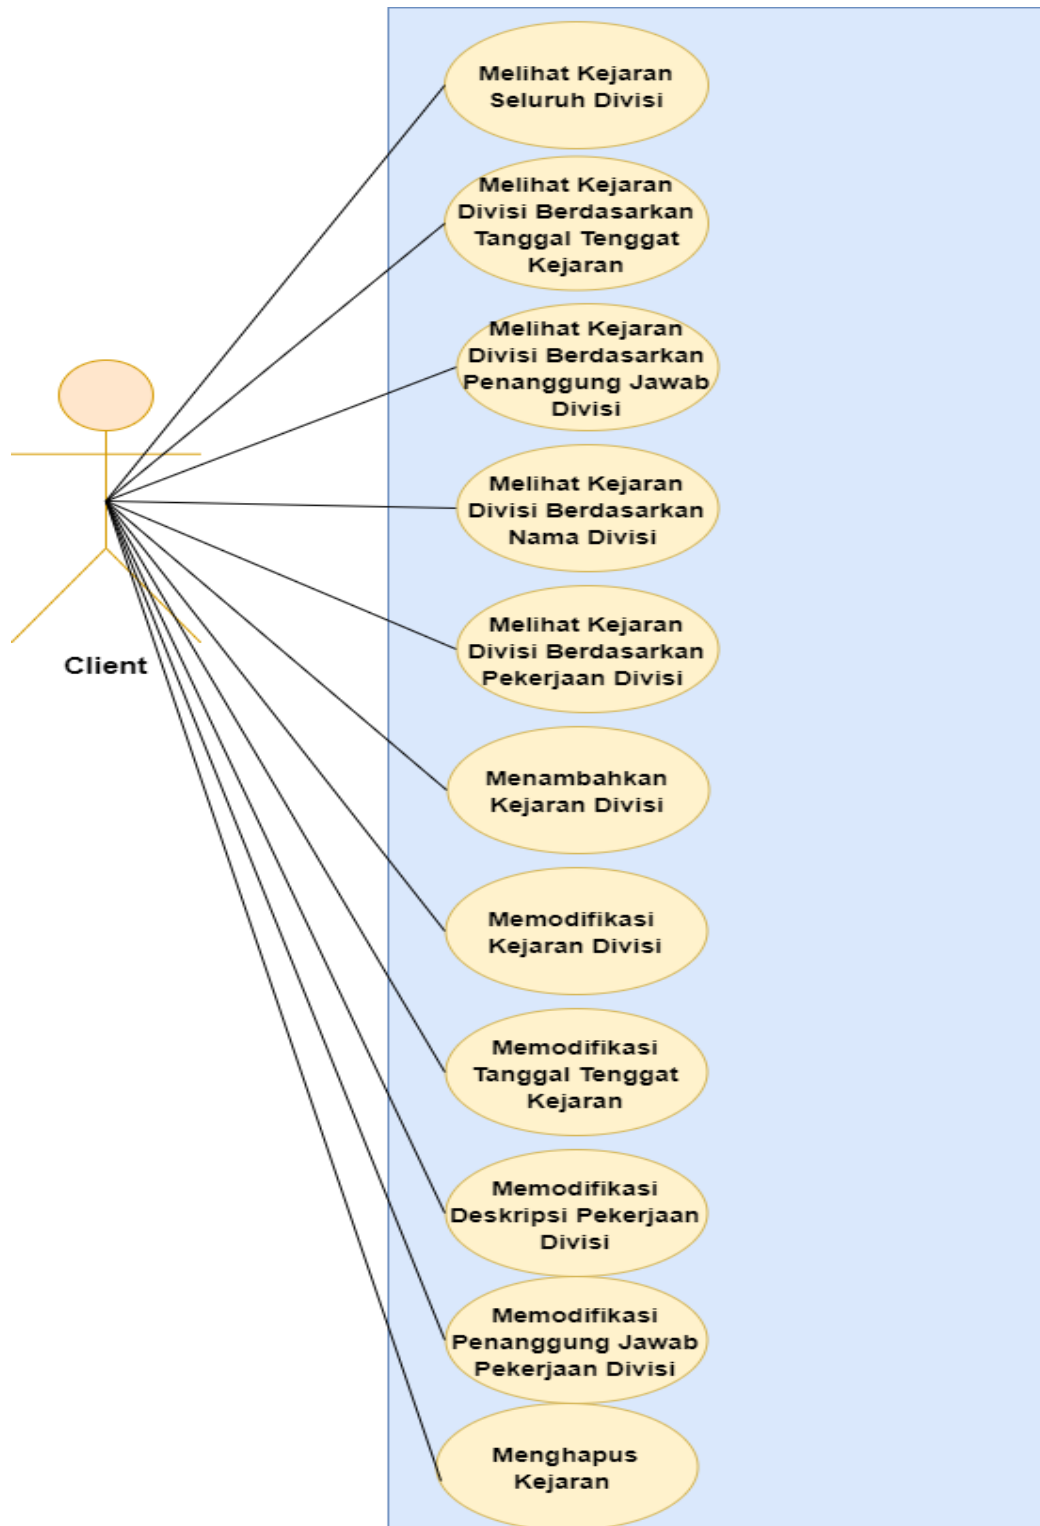 Melihat Kejaran
Seluruh Divisi
Melihat Kejaran
Divisi Berdasarkan
Tanggal Tenggat
Kejaran
Melihat Kejaran
Divisi Berdasarkan
Penanggung Jawab
Divisi
Melihat Kejaran
Divisi Berdasarkan
Nama Divisi
Melihat Kejaran
Divisi Berdasarkan
Pekerjaan Divisi
Client
Menambahkan
Kejaran Divisi
Memodifikasi
Kejaran Divisi
Memodifikasi
Tanggal Tenggat
Kejaran
Memodifikasi
Deskripsi Pekerjaan
Divisi
Memodifikasi
Penanggung Jawab
Pekerjaan Divisi
Menghapus
Kejaran